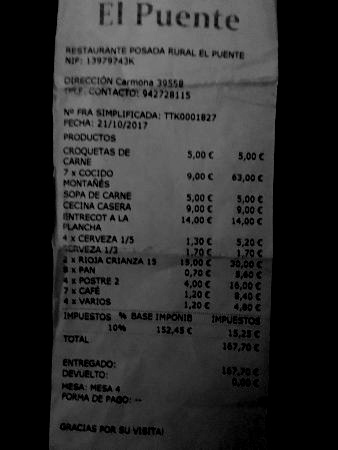 El Puente
RESTAURANTE POSADA RURAL EL PUENTE
NIF: 13979743K
DIRECCIÓN Carmona 39558
TELF. CONTACTO: 942728115
Nº FRA SIMPLIFICADA: TTK0001827
FECHA: 21/10/2017
PRODUCTOS
CROQUETAS DE CARNE 5,00 € 5,00 €
7 x COCIDO MONTAÑÉS 9,00 € 63,00 €
SOPA DE CARNE 5,00 € 5,00 €
CECINA CASERA 9,00 € 9,00 €
ENTRECOT A LA PLANCHA 14,00 € 14,00 €
4 x CERVEZA 1/5 1,30 € 5,20 €
CERVEZA 1/3 1,70 € 1,70 €
2 x RIOJA CRIANZA 15 15,00 € 30,00 €
x PAN 0,70 €
4 x POSTRE 2 4,00 € 16,00 €
7 x CAFÉ 1,20 € 8,40 €
4 x VARIOS 1,20 € 4,80 €
IMPUESTOS % BASE IMPONIB IMPUESTOS
10% 152,45 € 15,25 €
TOTAL 167,70 €
ENTREGADO: 167,70 €
DEVUELTO: 0,00 €
MESA: MESA 4
FORMA DE PAGO: --
GRACIAS POR SU VISITA!